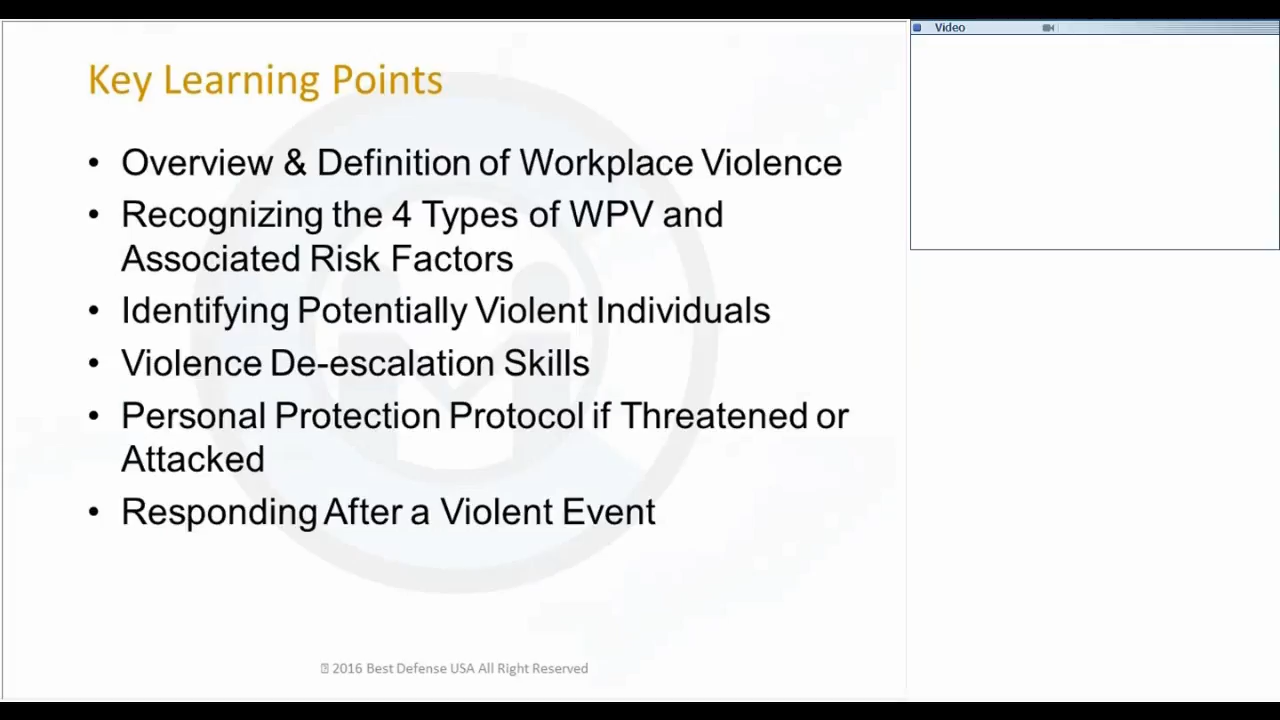 Video
Key Learning Points
• Overview & Definition of Workplace Violence
• Recognizing the 4 Types of WPV and
Associated Risk Factors
• Identifying Potentially Violent Individuals
• Violence De-escalation Skills
• Personal Protection Protocol if Threatened or
Attacked
• Responding After a Violent Event
2016 Best Defense USA All Right Reserved